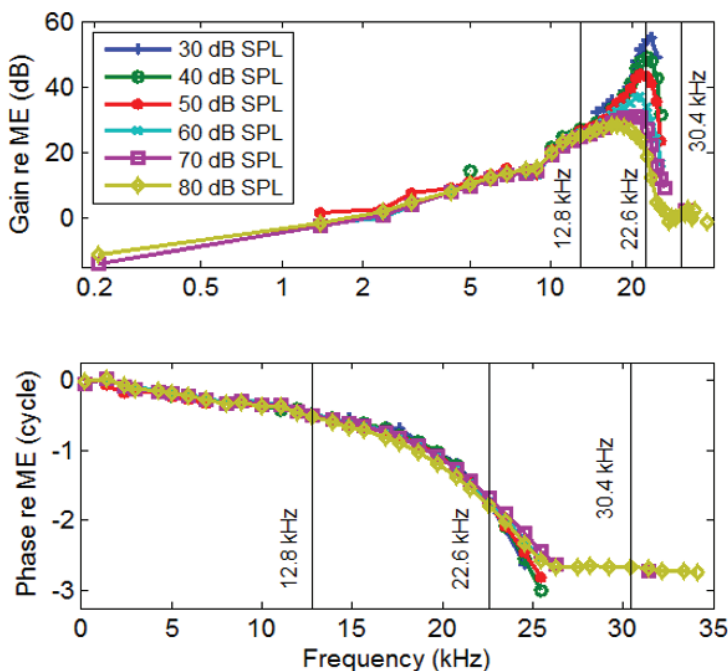 Gain re ME (dB)
60
40
20
0
30 dB SPL
40 dB SPL
50 dB SPL
60 dB SPL
70 dB SPL
80 dB SPL
12.8 kHz
22.6 kHz
30.4 kHz
0.2 0.5 1 2 5 10 20
Phase re ME (cycle)
0
-1
-2
-3
12.8 kHz
22.6 kHz
30.4 kHz
0 5 10 15 20 25 30 35
Frequency (kHz)